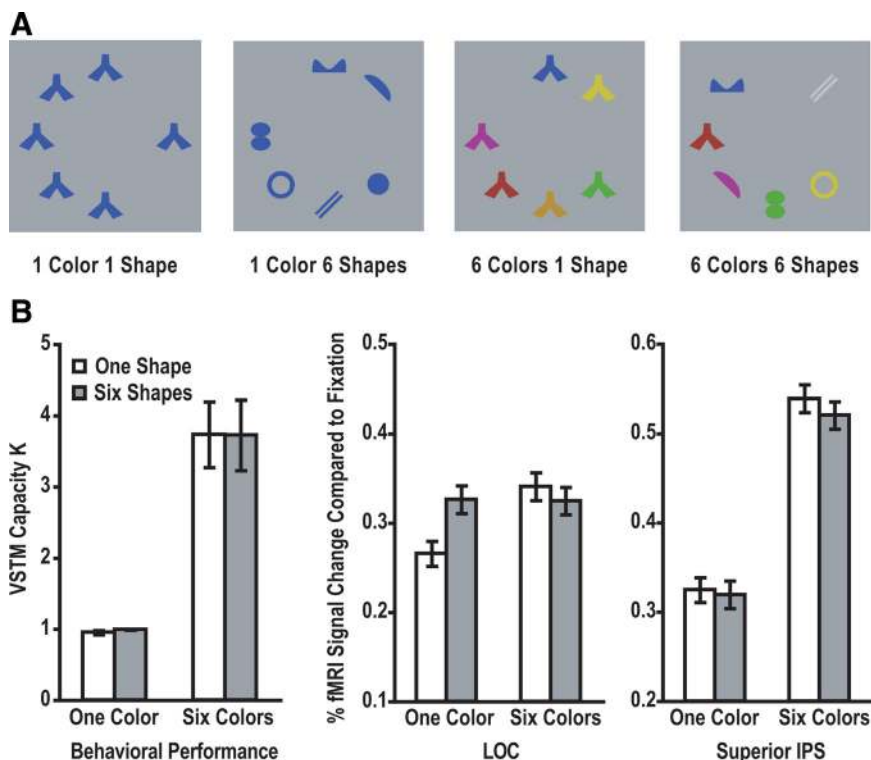 A
1 Color 1 Shape
1 Color 6 Shapes
6 Colors 1 Shape
6 Colors 6 Shapes
B
VSTM Capacity K
5
4
3
2
1
0
One Shape
Six Shapes
One Color
Six Colors
Behavioral Performance
% fMRI Signal Change Compared to Fixation
0.5
0.4
0.3
0.2
0.1
One Color
Six Colors
LOC
0.6
0.5
0.3
0.2
One Color
Six Colors
Superior IPS